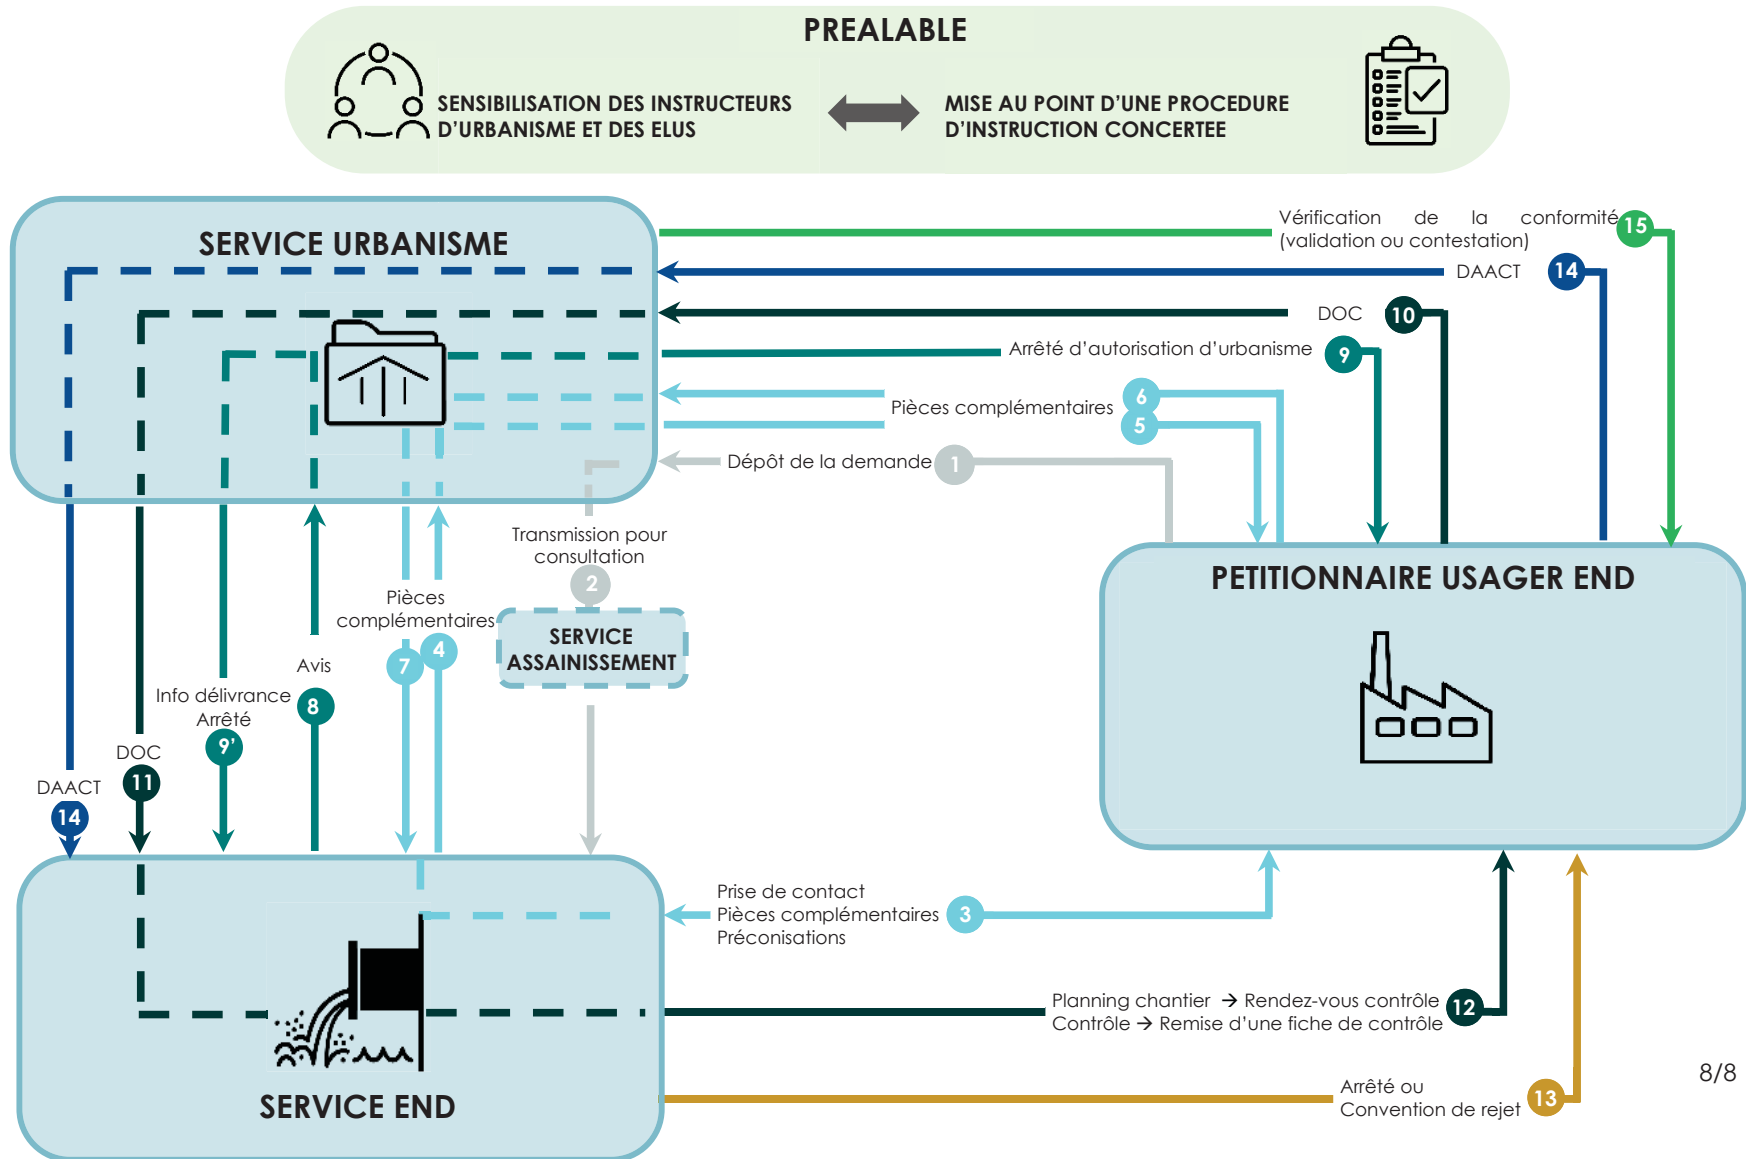 PREALABLE
SENSIBILISATION DES INSTRUCTEURS
D'URBANISME ET DES ELUS
MISE AU POINT D'UNE PROCEDURE
D'INSTRUCTION CONCERTEE
SERVICE URBANISME
Vérification de la conformité
(validation ou contestation)
15
DAACT
14
DOC
10
Arrêté d'autorisation d'urbanisme
9
Pièces complémentaires
6
5
Dépôt de la demande
1
Transmission pour
consultation
2
SERVICE
ASSAINISSEMENT
Pièces
complémentaires
7
4
Avis
8
Info délivrance
Arrêté
9'
DOC
11
DAACT
14
PETITIONNAIRE USAGER END
Prise de contact
Pièces complémentaires
Préconisations
3
Planning chantier → Rendez-vous contrôle
Contrôle → Remise d'une fiche de contrôle
12
Arrêté ou
Convention de rejet
13
SERVICE END
8/8